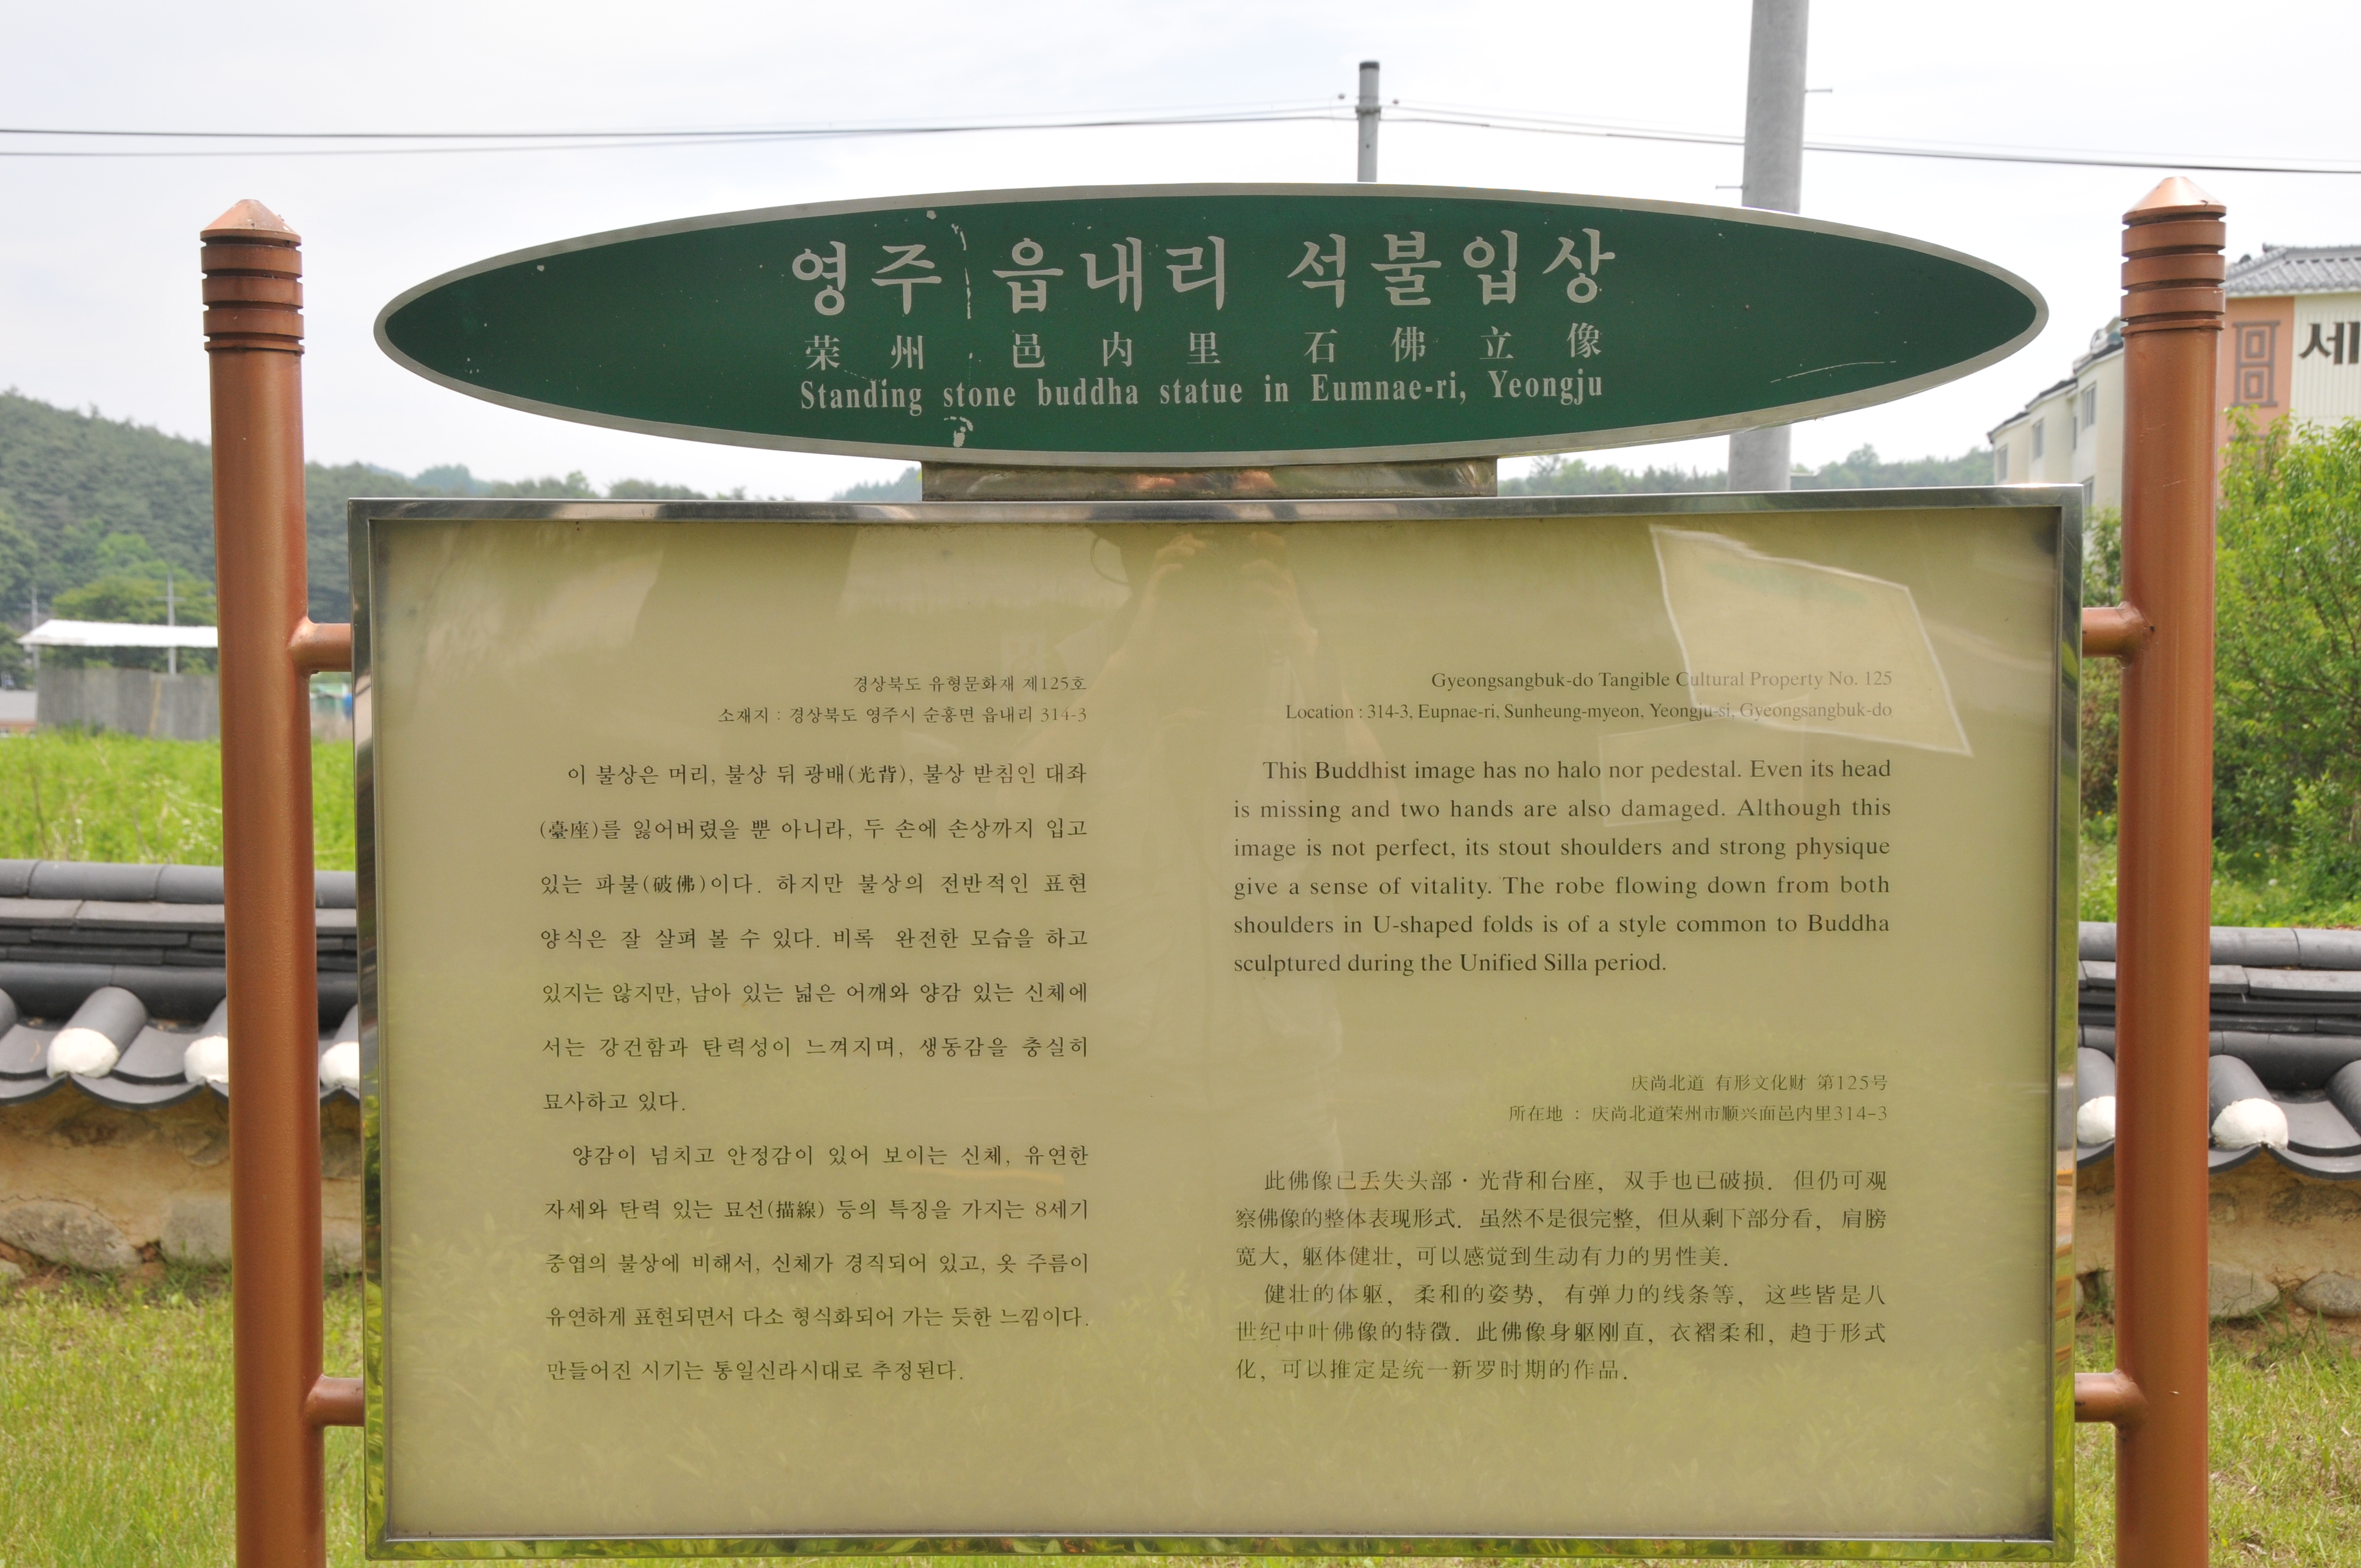 영주 읍내리 석불입상
荣州 邑内里 石佛立像
Standing stone buddha statue in Eumnae-ri, Yeongju
경상북도 유형문화재 제125호
소재지 : 경상북도 영주시 순흥면 읍내리 314-3
이 불상은 머리, 불상 뒤 광배(光背), 불상 받침인 대좌
(臺座)를 잃어버렸을 뿐 아니라, 두 손에 손상까지 입고
있는 파불(破佛)이다. 하지만 불상의 전반적인 표현
양식은 잘 살펴 볼 수 있다. 비록 완전한 모습을 하고
있지는 않지만, 남아 있는 넓은 어깨와 양감 있는 신체에
서는 강건함과 탄력성이 느껴지며, 생동감을 충실히
묘사하고 있다.
양감이 넘치고 안정감이 있어 보이는 신체, 유연한
자세와 탄력 있는 묘선(描線) 등의 특징을 가지는 8세기
중엽의 불상에 비해서, 신체가 경직되어 있고, 옷 주름이
유연하게 표현되면서 다소 형식화되어 가는 듯한 느낌이다.
만들어진 시기는 통일신라시대로 추정된다.
Gyeongsangbuk-do Tangible Cultural Property No. 125
Location : 314-3, Eupnae-ri, Sunheung-myeon, Yeongju-si, Gyeongsangbuk-do
This Buddhist image has no halo nor pedestal. Even its head
is missing and two hands are also damaged. Although this
image is not perfect, its stout shoulders and strong physique
give a sense of vitality. The robe flowing down from both
shoulders in U-shaped folds is of a style common to Buddha
sculptured during the Unified Silla period.
庆尚北道 有形文化财 第125号
所在地 : 庆尚北道荣州市顺兴面邑内里314-3
此佛像已丢失头部·光背和台座, 双手也已破损. 但仍可观
察佛像的整体表现形式. 虽然不是很完整, 但从剩下部分看, 肩膀
宽大, 躯体健壮, 可以感觉到生动有力的男性美.
健壮的体躯, 柔和的姿势, 有弹力的线条等, 这些皆是八
世纪中叶佛像的特徵. 此佛像身躯刚直, 衣褶柔和, 趋于形式
化, 可以推定是统一新罗时期的作品.
세